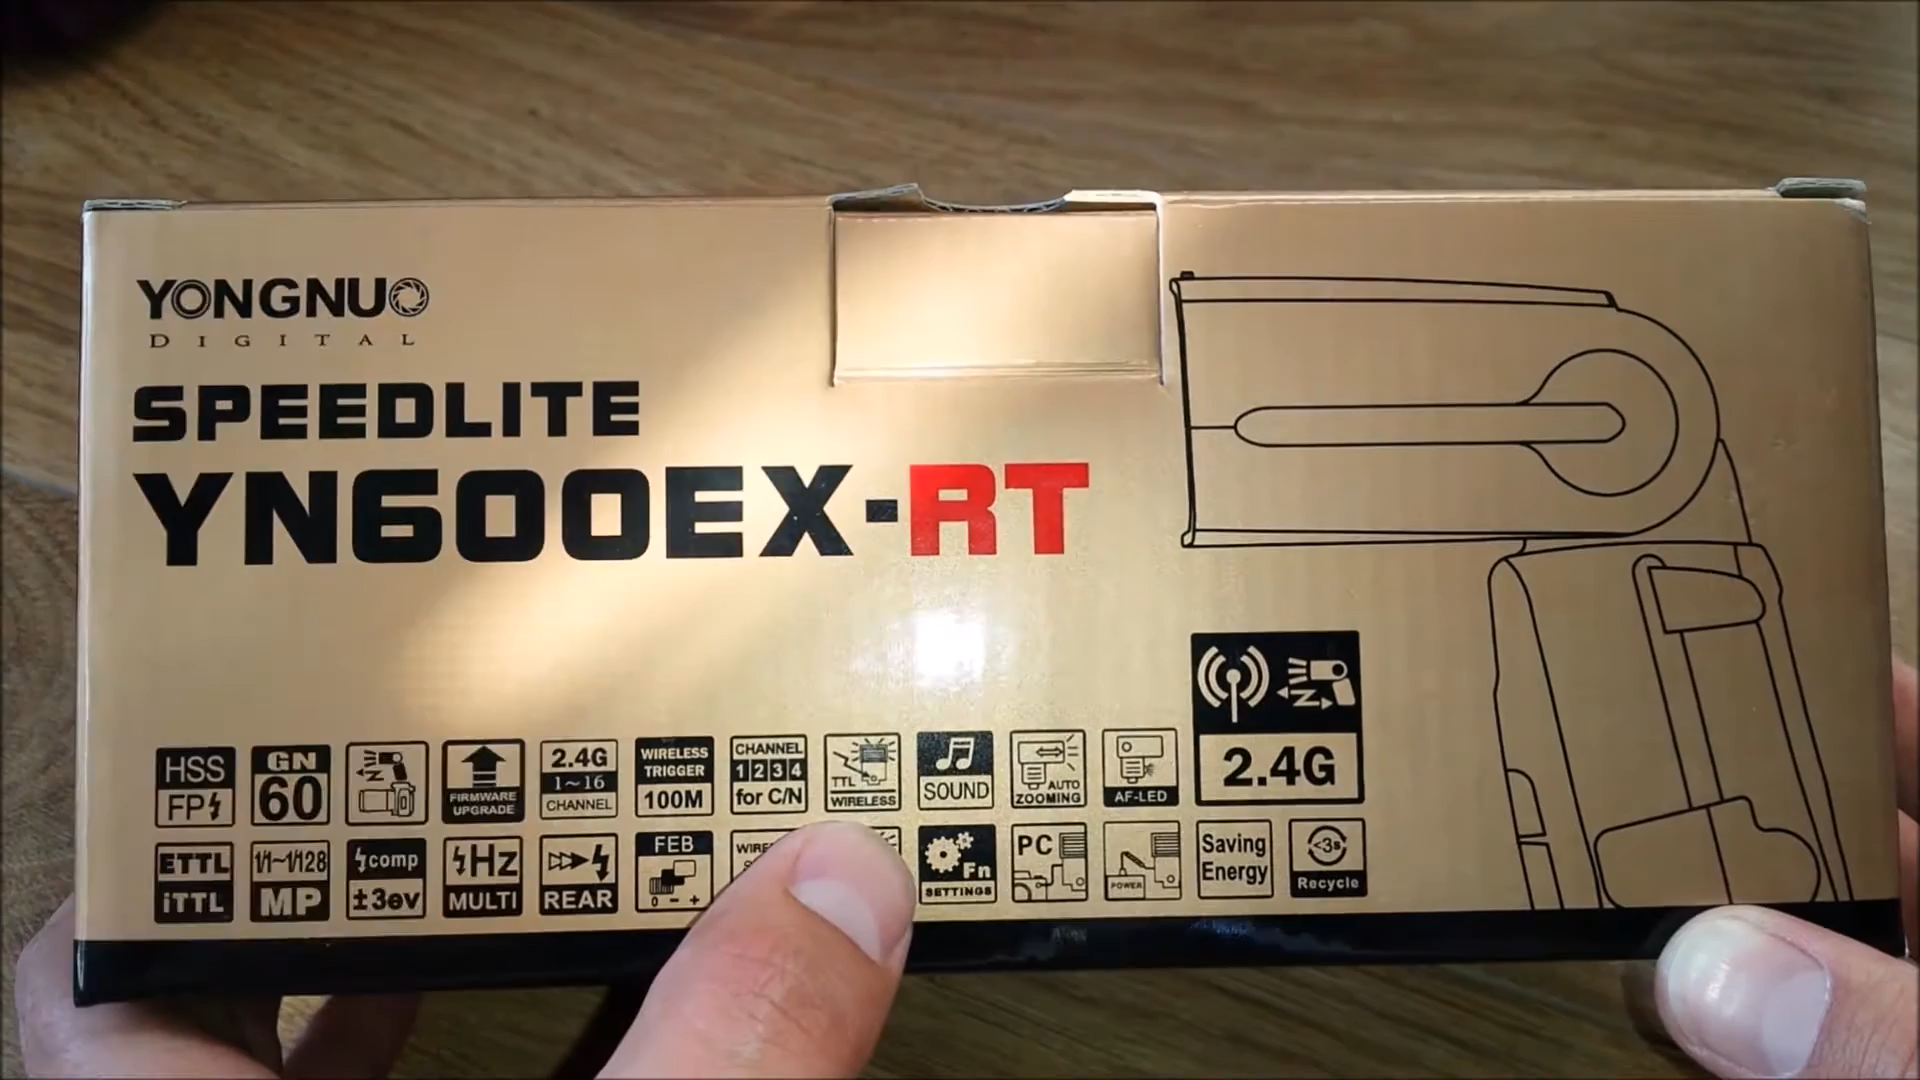 YONGNUO
DIGITAL
SPEEDLITE
YN600EX-RT
2.4G
HSS
FP
GN
60
FIRMWARE
UPGRADE
2.4G
1~16
CHANNEL
WIRELESS
TRIGGER
100M
CHANNEL
1 2 3 4
for C/N
TTL
WIRELESS
SOUND
AUTO
ZOOMING
AF-LED
ETTL
iTTL
1/1~1/128
MP
comp
±3ev
Hz
MULTI
REAR
FEB
0 - +
Fn
SETTINGS
PC
POWER
Saving
Energy
<3s
Recycle